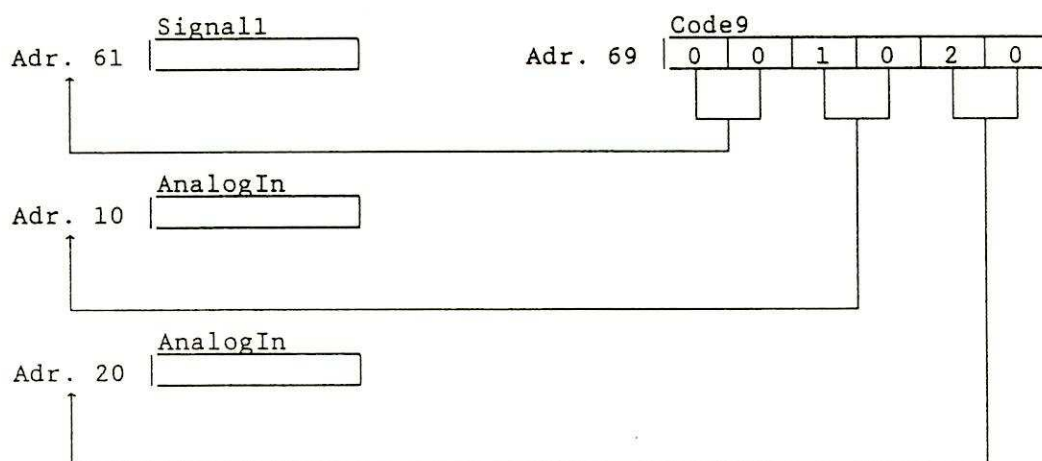 Signal1
Code9
Adr. 61
Adr. 69
0 0 1 0 2 0
AnalogIn
Adr. 10
AnalogIn
Adr. 20